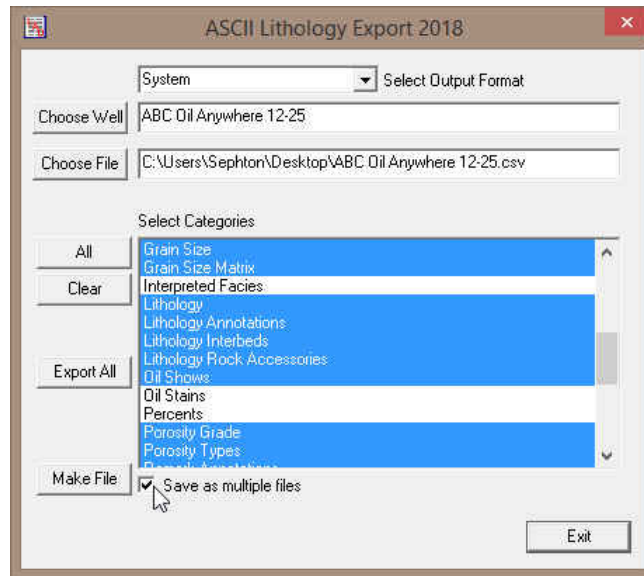 ASCII Lithology Export 2018
System
Select Output Format
Choose Well
ABC Oil Anywhere 12-25
Choose File
C:\Users\Sephton\Desktop\ABC Oil Anywhere 12-25.csv
Select Categories
All
Clear
Export All
Make File
Grain Size
Grain Size Matrix
Interpreted Facies
Lithology
Lithology Annotations
Lithology Interbeds
Lithology Rock Accessories
Oil Shows
Oil Stains
Percents
Porosity Grade
Porosity Types
Save as multiple files
Exit